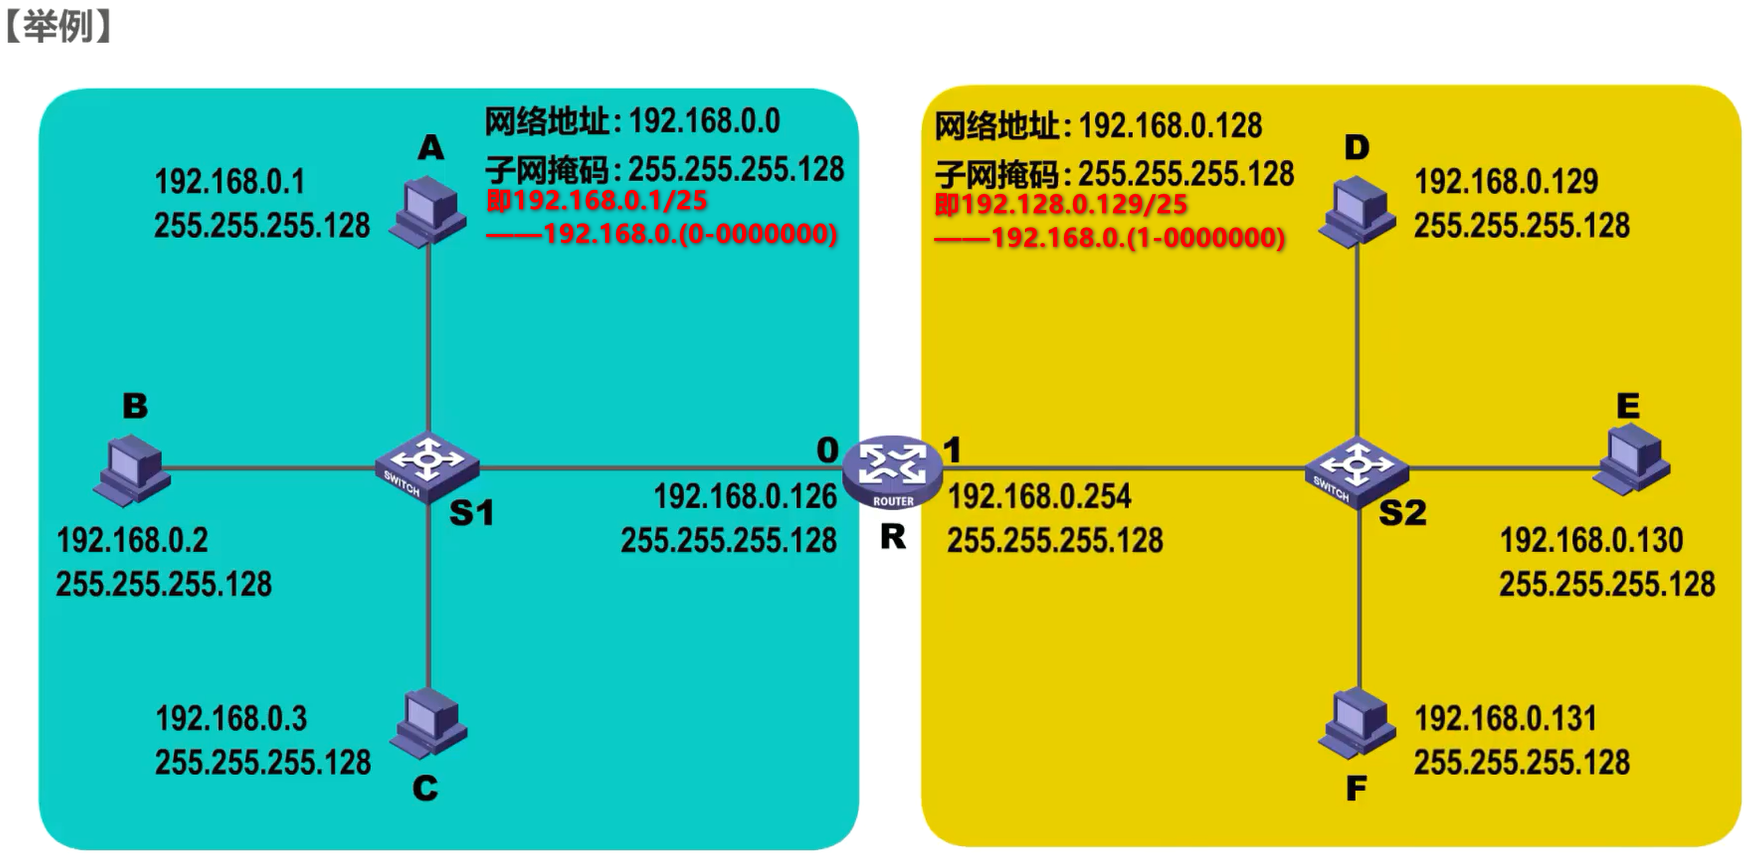 【举例】
网络地址：192.168.0.0
子网掩码：255.255.255.128
即192.168.0.1/25
——192.168.0.(0-0000000)
A
192.168.0.1
255.255.255.128
B
192.168.0.2
255.255.255.128
SWITCH
S1
C
192.168.0.3
255.255.255.128
0
192.168.0.126
255.255.255.128
ROUTER
R
1
192.168.0.254
255.255.255.128
网络地址：192.168.0.128
子网掩码：255.255.255.128
即192.128.0.129/25
——192.168.0.(1-0000000)
D
192.168.0.129
255.255.255.128
SWITCH
S2
E
192.168.0.130
255.255.255.128
F
192.168.0.131
255.255.255.128